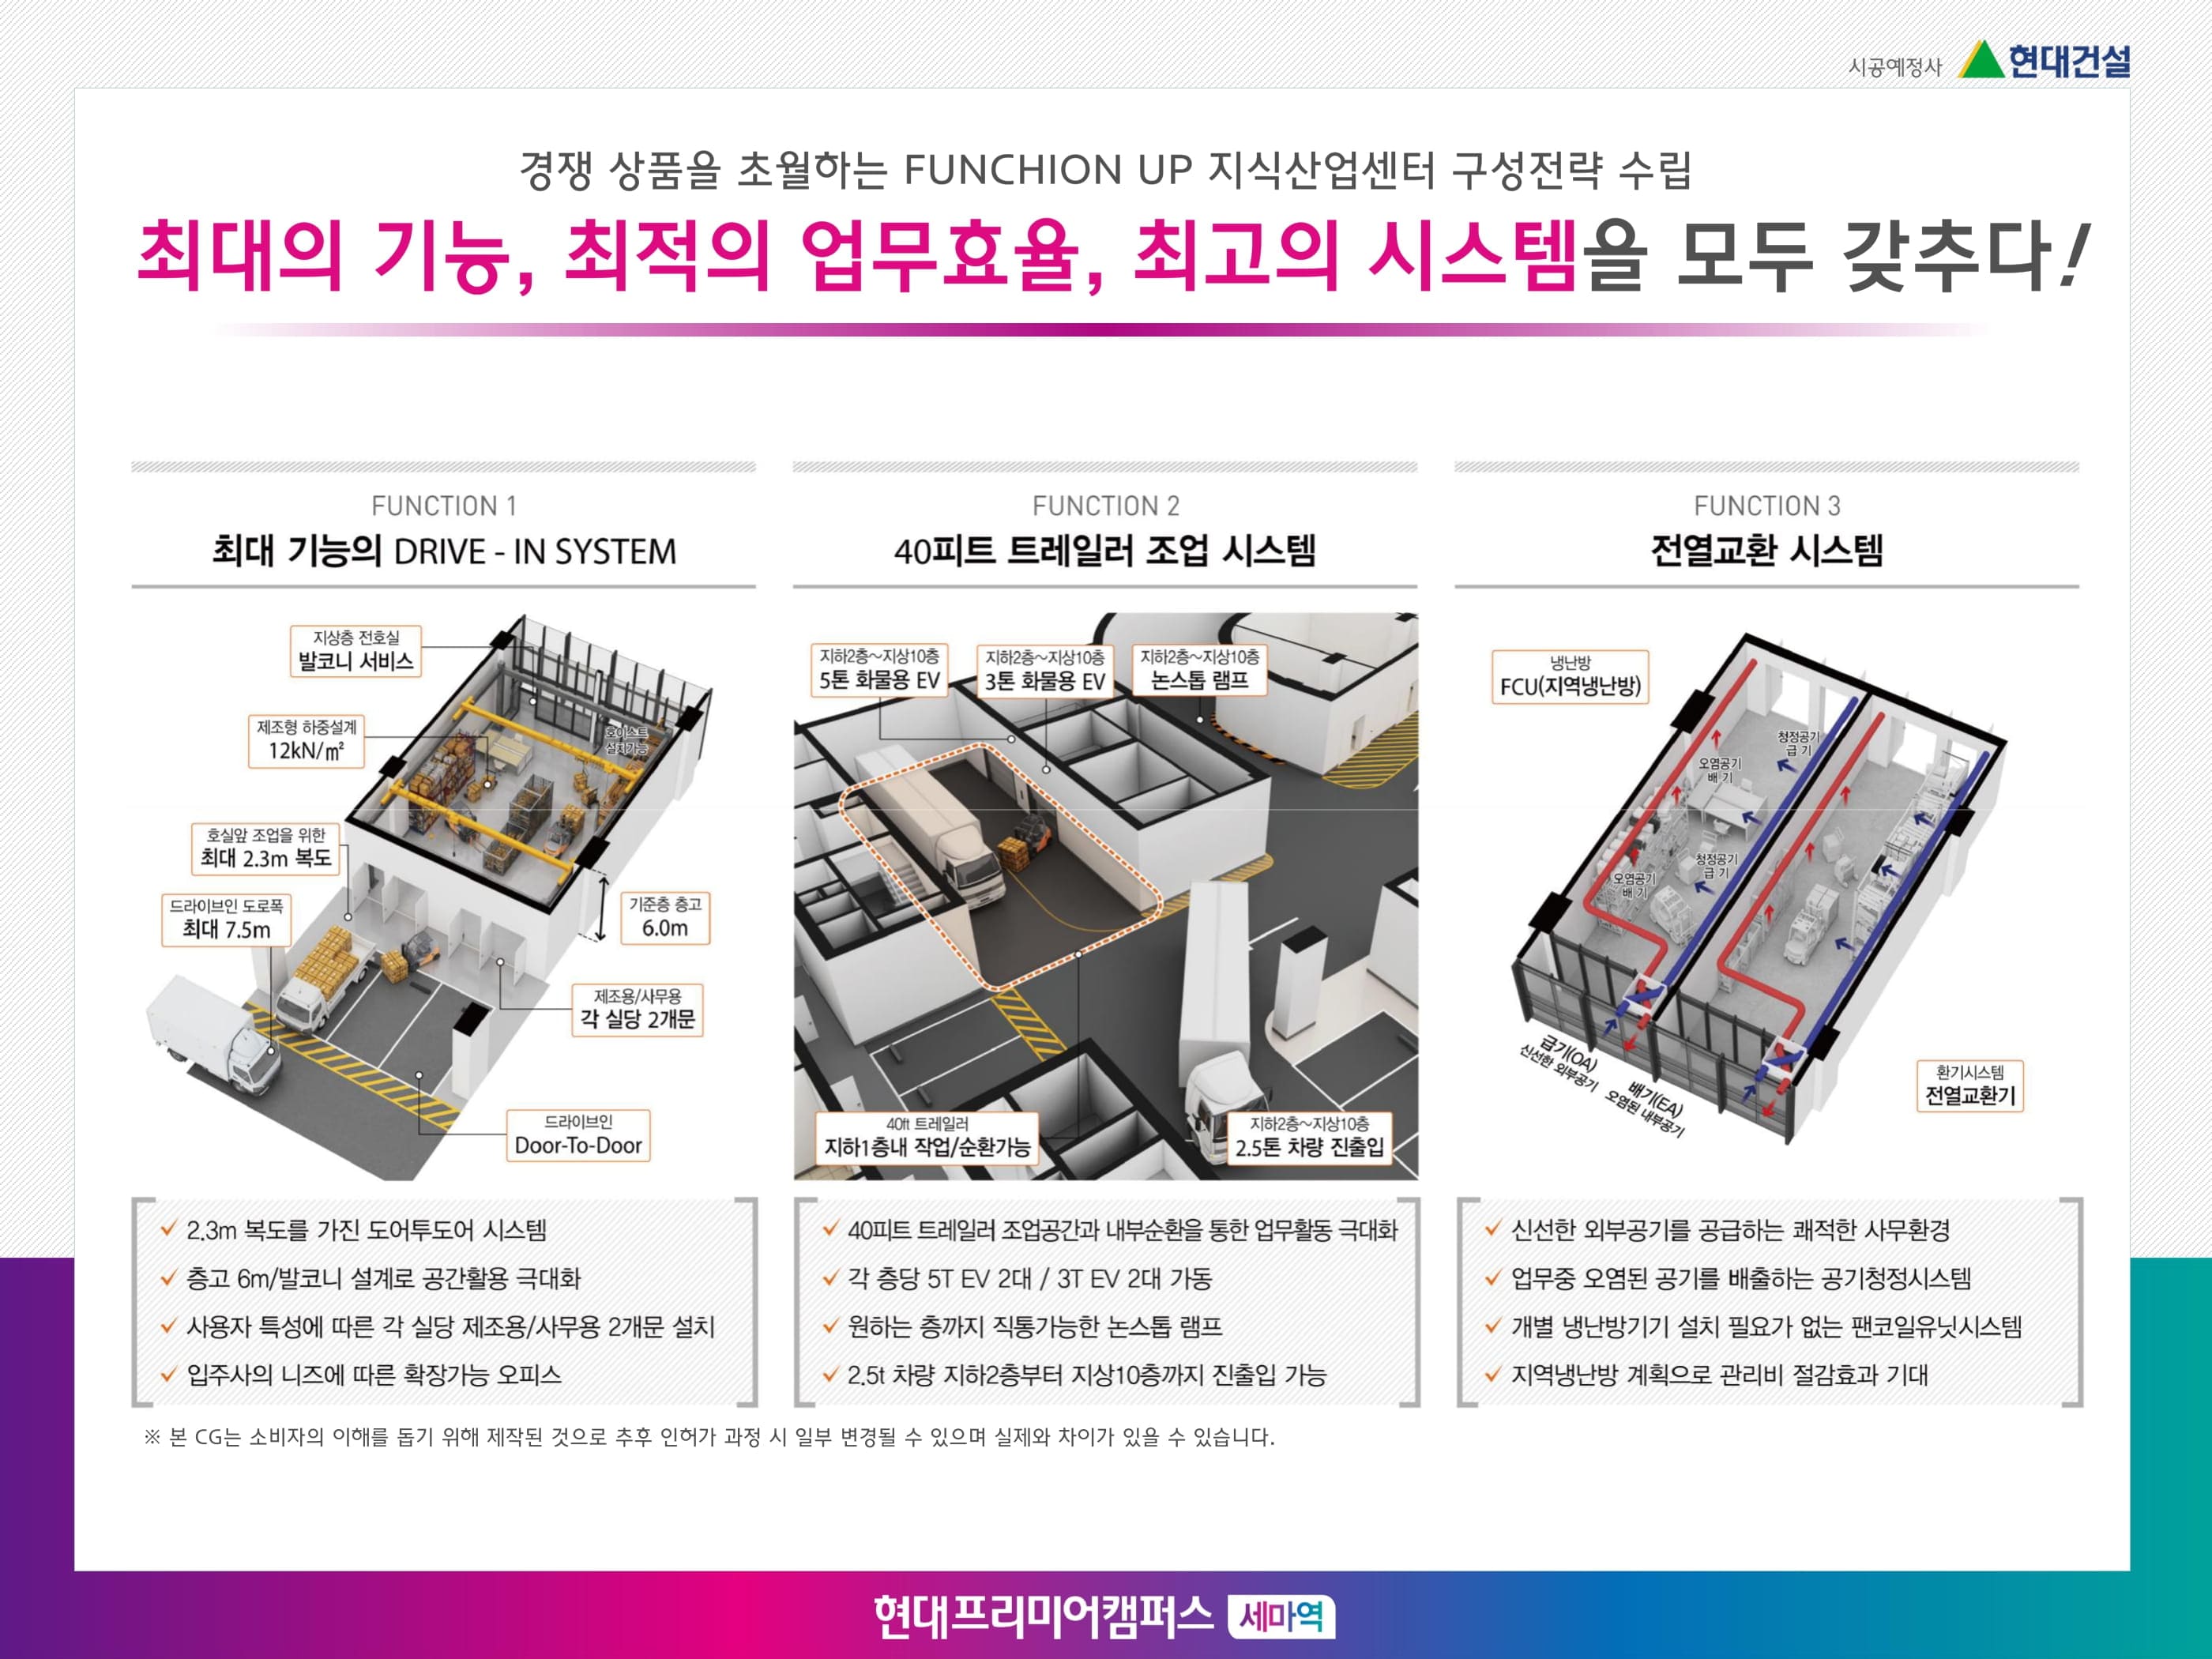 시공예정사 현대건설
경쟁 상품을 초월하는 FUNCHION UP 지식산업센터 구성전략 수립
최대의 기능, 최적의 업무효율, 최고의 시스템을 모두 갖추다!
FUNCTION 1
최대 기능의 DRIVE - IN SYSTEM
지상층 전호실
발코니 서비스
제조형 하중설계
12kN/㎡
호이스트
설치가능
호실앞 조업을 위한
최대 2.3m 복도
드라이브인 도로폭
최대 7.5m
기준층 층고
6.0m
제조용/사무용
각 실당 2개문
드라이브인
Door-To-Door
✓ 2.3m 복도를 가진 도어투도어 시스템
✓ 층고 6m/발코니 설계로 공간활용 극대화
✓ 사용자 특성에 따른 각 실당 제조용/사무용 2개문 설치
✓ 입주사의 니즈에 따른 확장가능 오피스
FUNCTION 2
40피트 트레일러 조업 시스템
지하2층~지상10층
5톤 화물용 EV
지하2층~지상10층
3톤 화물용 EV
지하2층~지상10층
논스톱 램프
40ft 트레일러
지하1층내 작업/순환가능
지하2층~지상10층
2.5톤 차량 진출입
✓ 40피트 트레일러 조업공간과 내부순환을 통한 업무활동 극대화
✓ 각 층당 5T EV 2대 / 3T EV 2대 가동
✓ 원하는 층까지 직통가능한 논스톱 램프
✓ 2.5t 차량 지하2층부터 지상10층까지 진출입 가능
FUNCTION 3
전열교환 시스템
냉난방
FCU(지역냉난방)
청정공기
급 기
오염공기
배 기
청정공기
급 기
오염공기
배 기
급기(OA)
신선한 외부공기
배기(EA)
오염된 내부공기
환기시스템
전열교환기
✓ 신선한 외부공기를 공급하는 쾌적한 사무환경
✓ 업무중 오염된 공기를 배출하는 공기청정시스템
✓ 개별 냉난방기기 설치 필요가 없는 팬코일유닛시스템
✓ 지역냉난방 계획으로 관리비 절감효과 기대
※ 본 CG는 소비자의 이해를 돕기 위해 제작된 것으로 추후 인허가 과정 시 일부 변경될 수 있으며 실제와 차이가 있을 수 있습니다.
현대프리미어캠퍼스 세마역